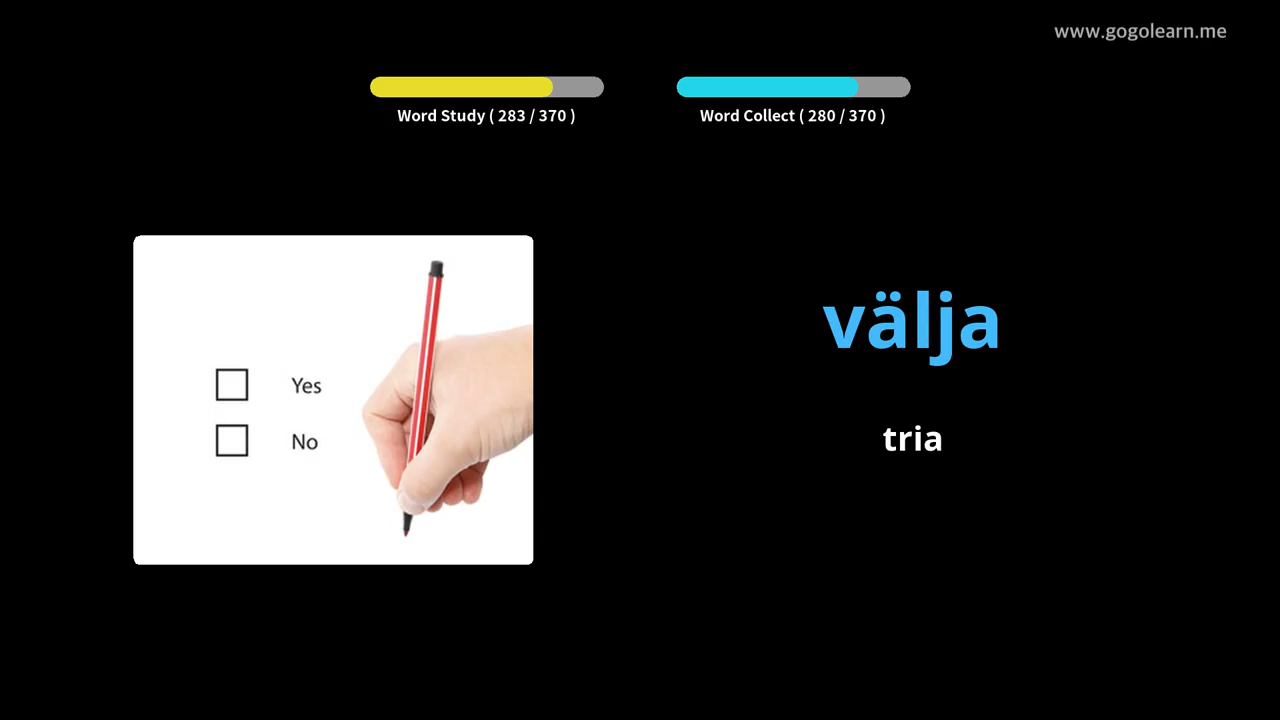 www.gogolearn.me
Word Study ( 283 / 370 )
Word Collect ( 280 / 370 )
Yes
No
välja
tria